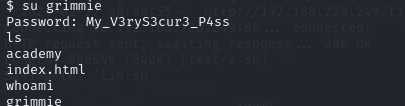 $ su grimmie
Password: My_V3ryS3cur3_P4ss
ls
academy
index.html
whoami
grimmie